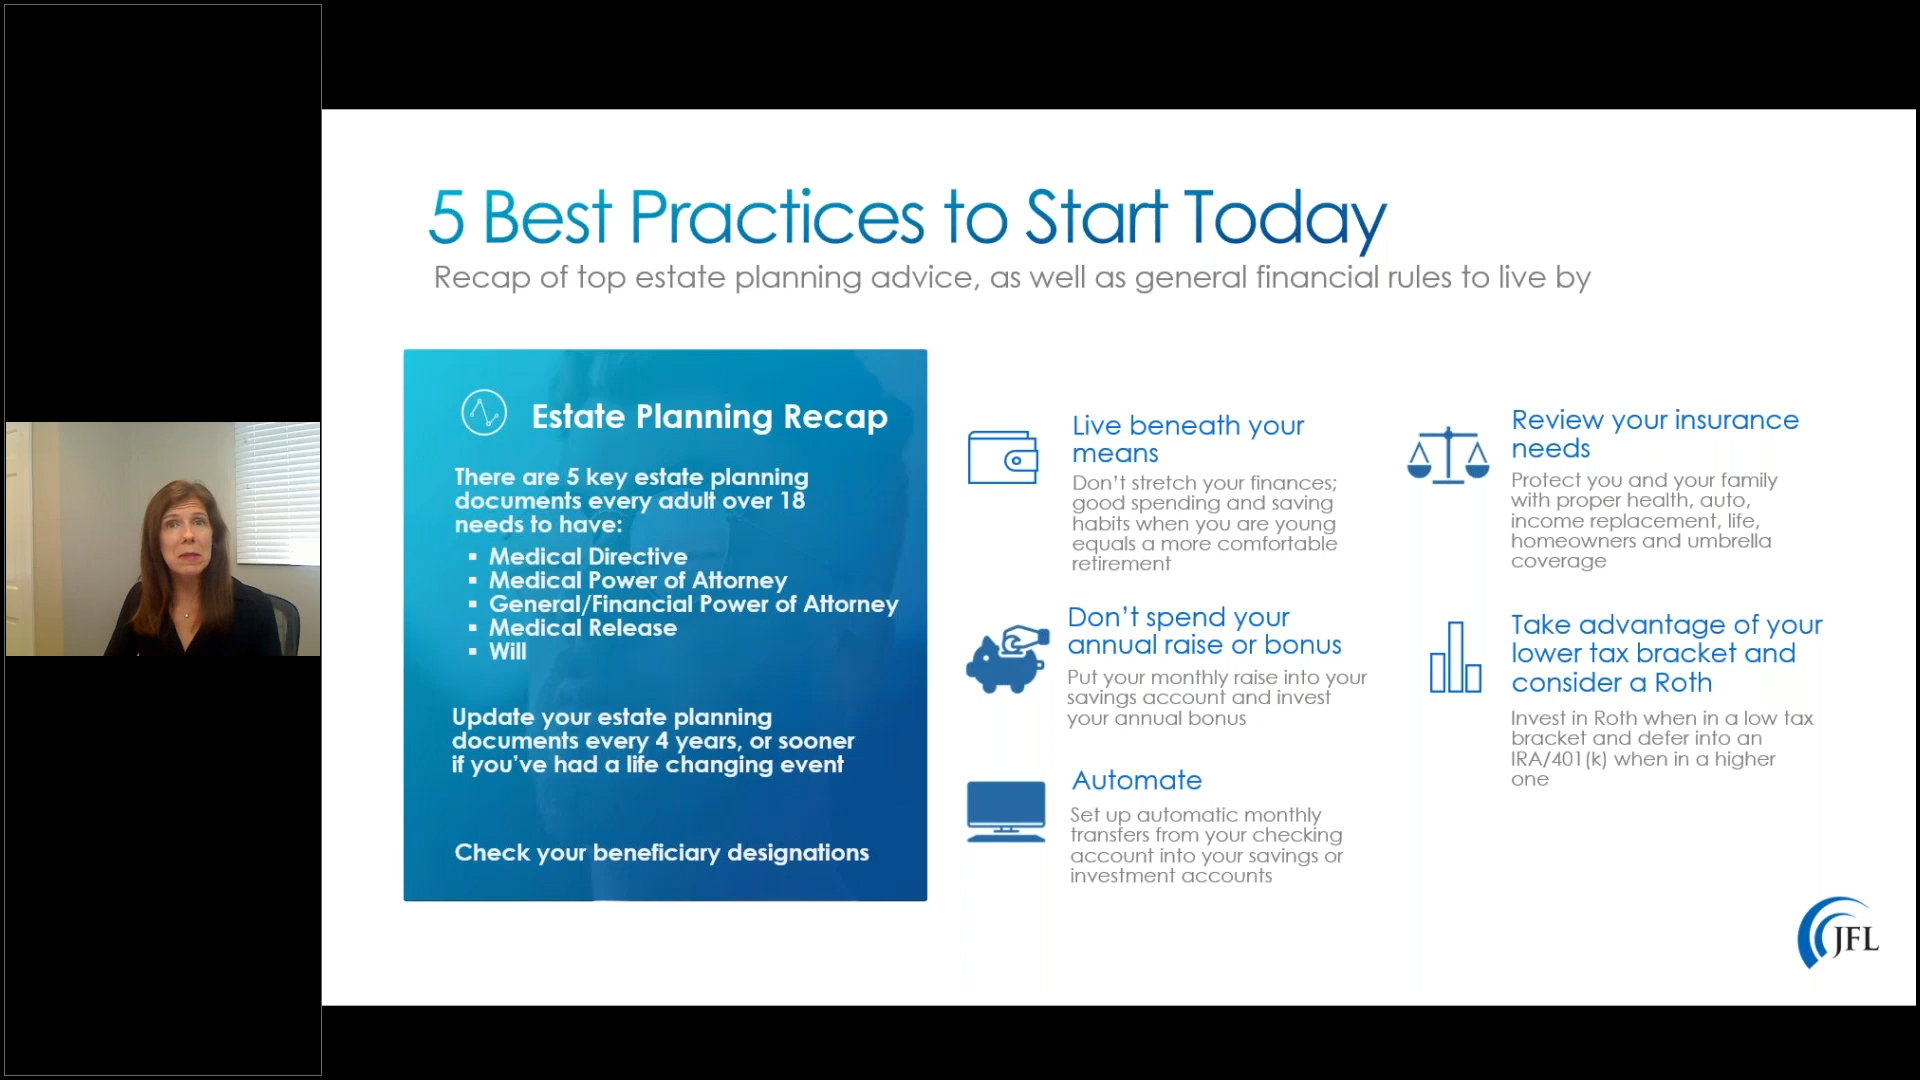 5 Best Practices to Start Today
Recap of top estate planning advice, as well as general financial rules to live by
Estate Planning Recap
There are 5 key estate planning
documents every adult over 18
needs to have:
▪ Medical Directive
▪ Medical Power of Attorney
▪ General/Financial Power of Attorney
▪ Medical Release
▪ Will
Update your estate planning
documents every 4 years, or sooner
if you’ve had a life changing event
Check your beneficiary designations
Live beneath your
means
Don’t stretch your finances;
good spending and saving
habits when you are young
equals a more comfortable
retirement
Don’t spend your
annual raise or bonus
Put your monthly raise into your
savings account and invest
your annual bonus
Automate
Set up automatic monthly
transfers from your checking
account into your savings or
investment accounts
Review your insurance
needs
Protect you and your family
with proper health, auto,
income replacement, life,
homeowners and umbrella
coverage
Take advantage of your
lower tax bracket and
consider a Roth
Invest in Roth when in a low tax
bracket and defer into an
IRA/401(k) when in a higher
one
JFL